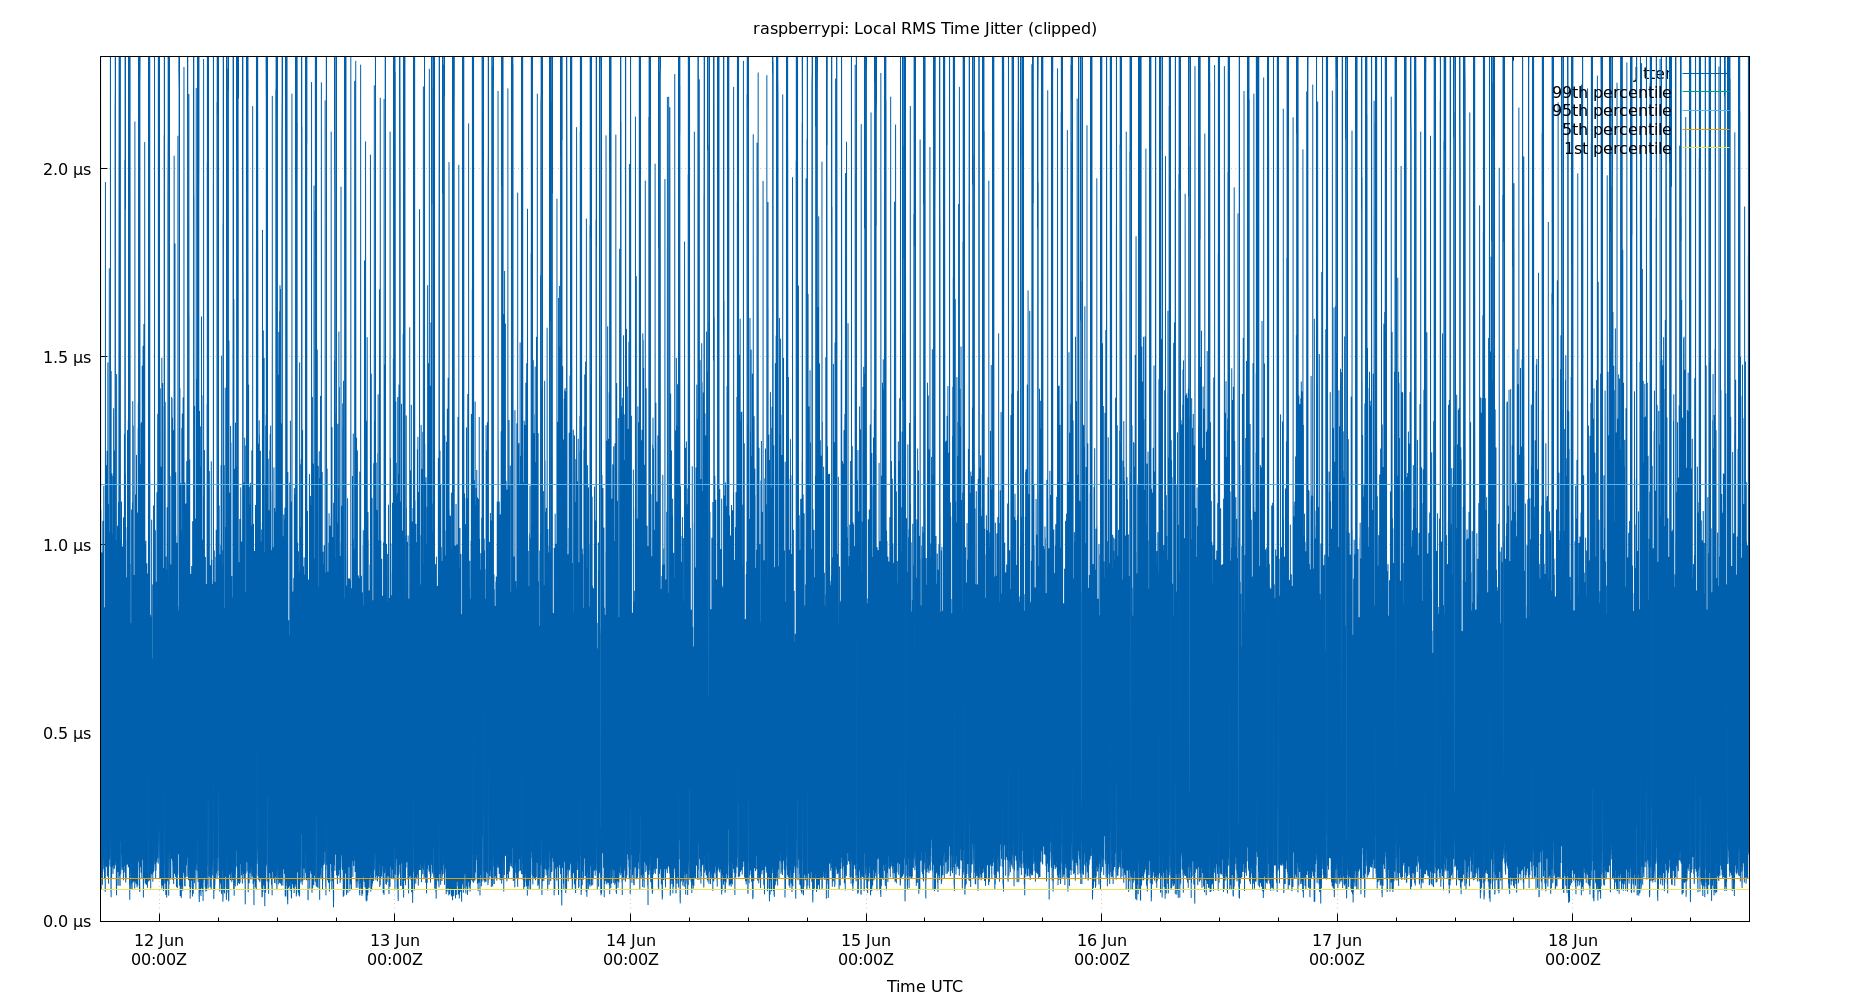 raspberrypi: Local RMS Time Jitter (clipped)
Jitter
99th percentile
95th percentile
5th percentile
1st percentile
2.0 µs
1.5 µs
1.0 µs
0.5 µs
0.0 µs
12 Jun 13 Jun 14 Jun 15 Jun 16 Jun 17 Jun 18 Jun
00:00Z 00:00Z 00:00Z 00:00Z 00:00Z 00:00Z 00:00Z
Time UTC